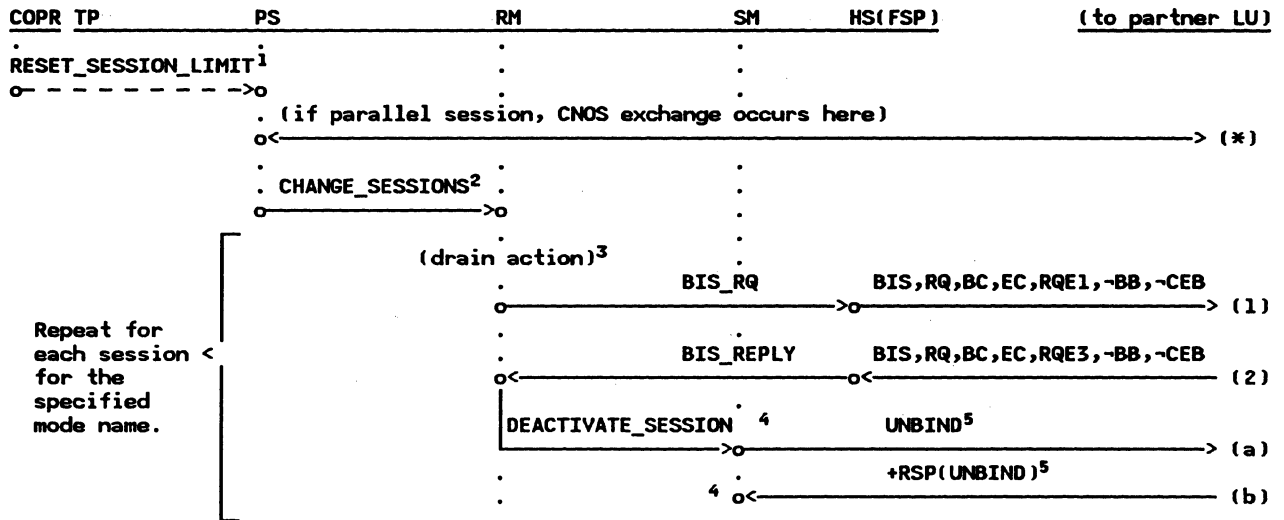 COPR TP PS RM SM HS(FSP) (to partner LU)
RESET_SESSION_LIMIT1
(if parallel session, CNOS exchange occurs here)
(*)
CHANGE_SESSIONS2
(drain action)3
BIS_RQ BIS,RQ,BC,EC,RQE1,¬BB,¬CEB
(1)
Repeat for
each session
for the
specified
mode name.
BIS_REPLY BIS,RQ,BC,EC,RQE3,¬BB,¬CEB
(2)
DEACTIVATE_SESSION 4 UNBIND5
(a)
+RSP(UNBIND)5
4 (b)